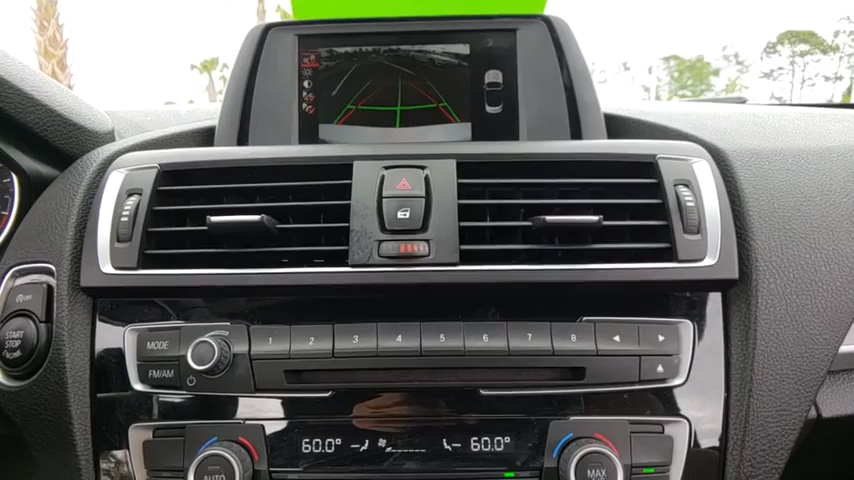 OFF
START
STOP
ENGINE
MODE
1 2 3 4 5 6 7 8
FM/AM
60.0° 60.0°
AUTO
MAX